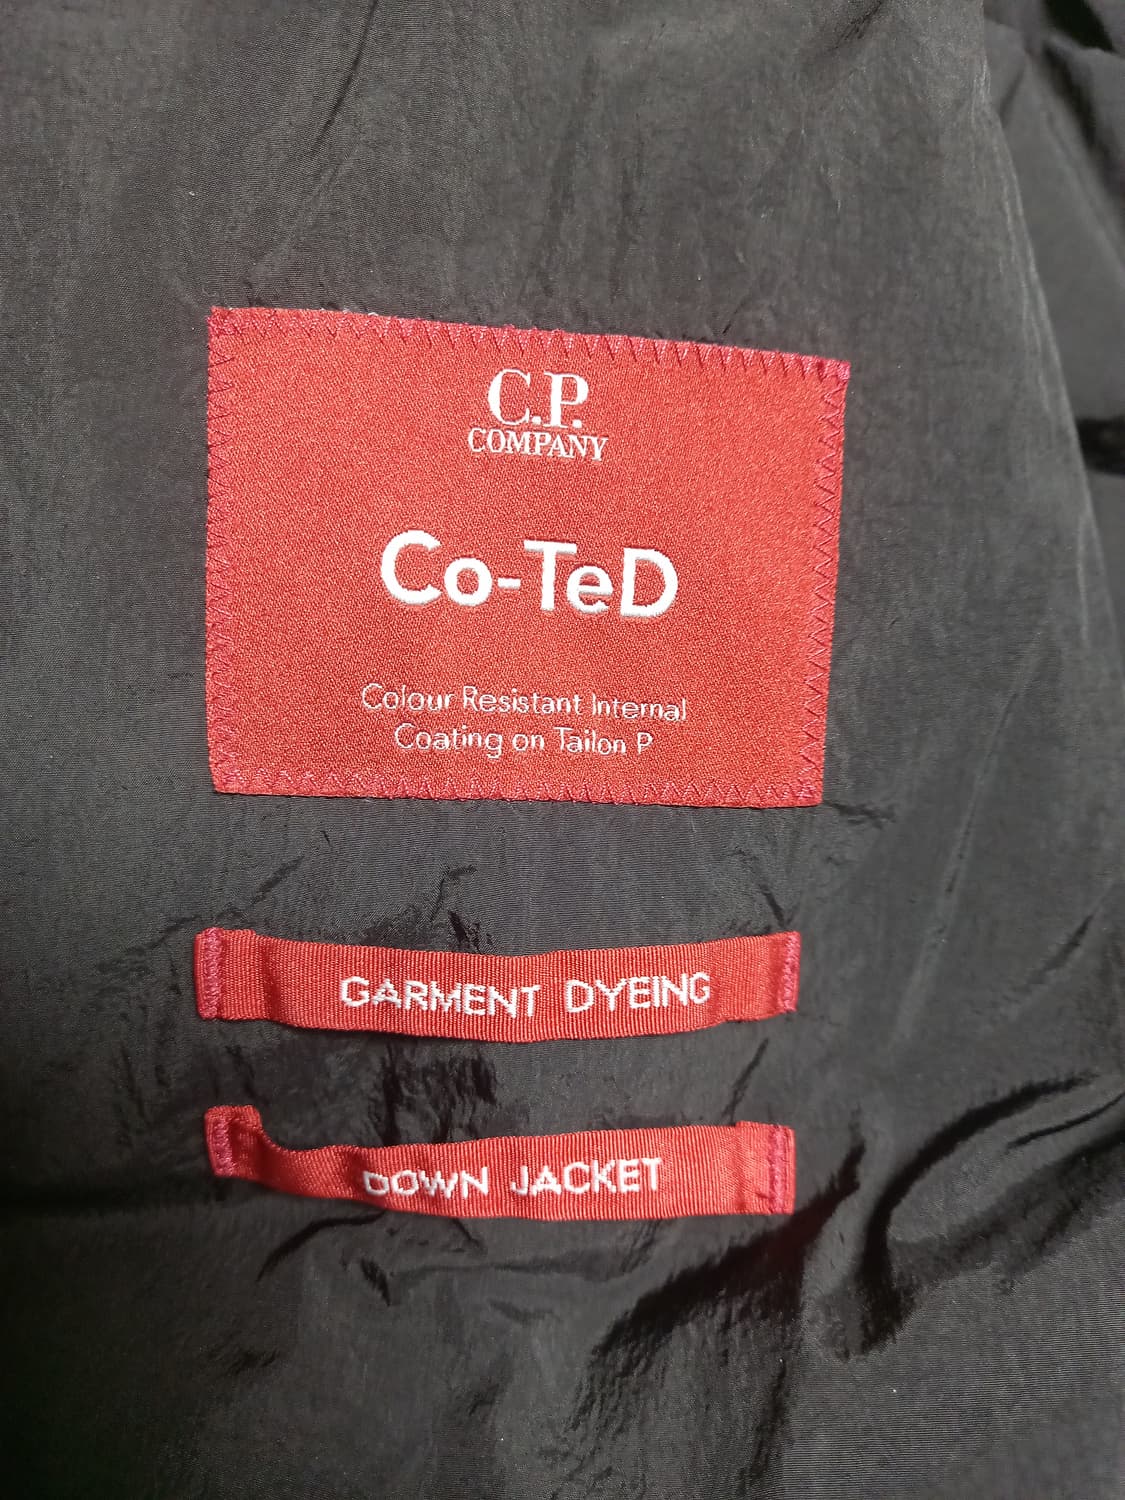 C.P.
COMPANY
Co-TeD
Colour Resistant Internal
Coating on Tailon P
GARMENT DYEING
DOWN JACKET